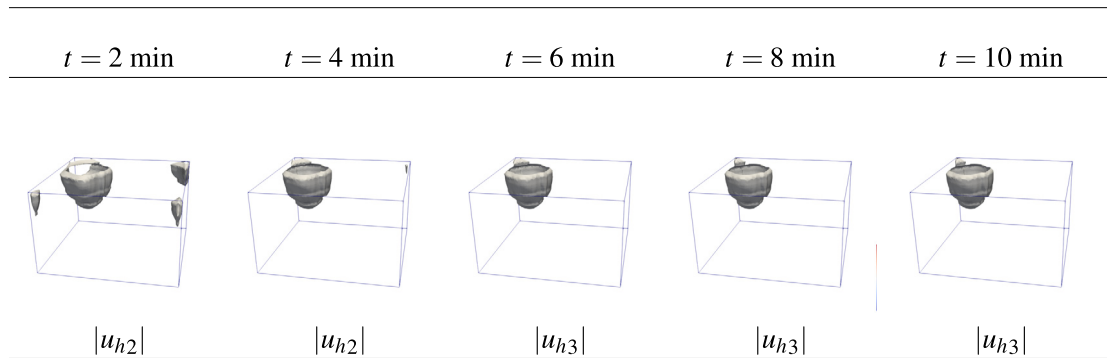 t = 2 min t = 4 min t = 6 min t = 8 min t = 10 min
|u_{h2}| |u_{h2}| |u_{h3}| |u_{h3}| |u_{h3}|